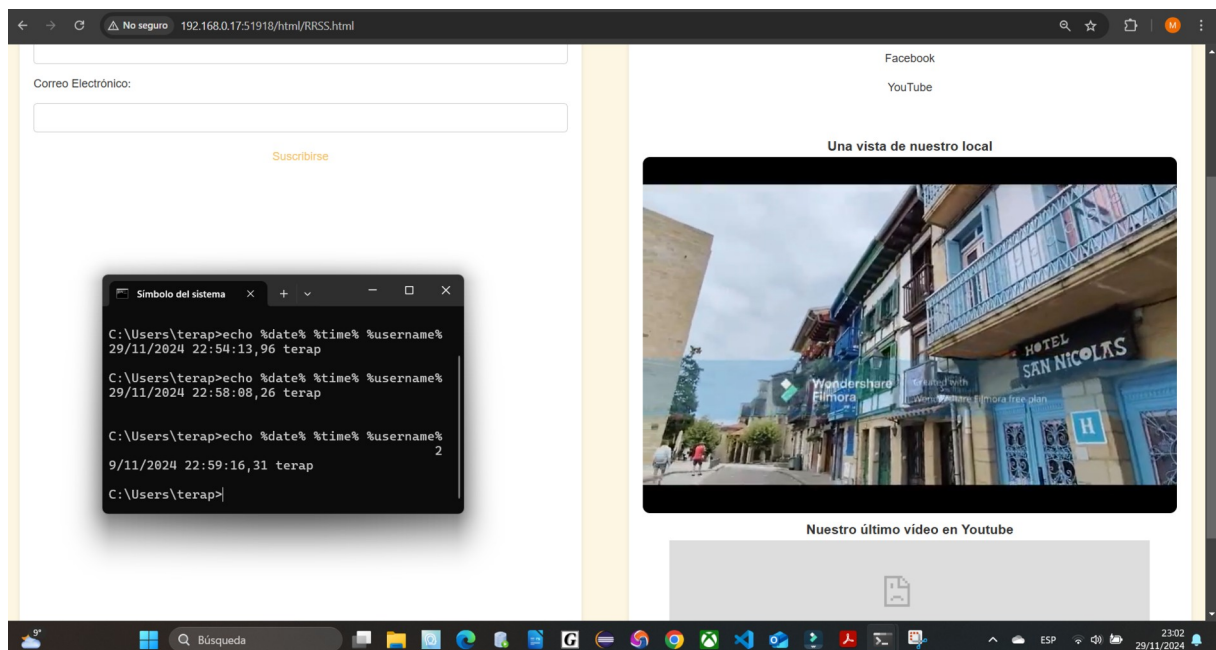 No seguro 192.168.0.17:51918/html/RRSS.html
M
Correo Electrónico:
Suscribirse
Símbolo del sistema
C:\Users\terap>echo %date% %time% %username%
29/11/2024 22:54:13,96 terap
C:\Users\terap>echo %date% %time% %username%
29/11/2024 22:58:08,26 terap
C:\Users\terap>echo %date% %time% %username%
2
9/11/2024 22:59:16,31 terap
C:\Users\terap>
Facebook
YouTube
Una vista de nuestro local
HOTEL
SAN NICOLAS
H
Wondershare
Filmora
Created with
Wondershare Filmora free plan
Nuestro último vídeo en Youtube
9°
Búsqueda
G
ESP
23:02
29/11/2024